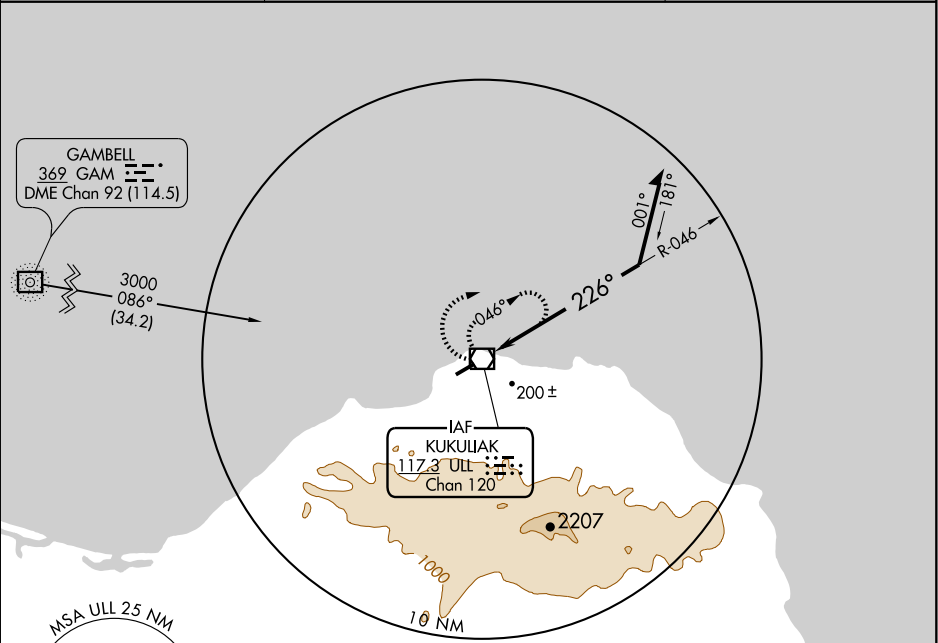 GAMBELL
369 GAM
DME Chan 92 (114.5)
3000
086°
(34.2)
001°
181°
R-046
226°
046°
200 ±
IAF
KUKULIAK
117.3 ULL
Chan 120
2207
1000
10 NM
MSA ULL 25 NM